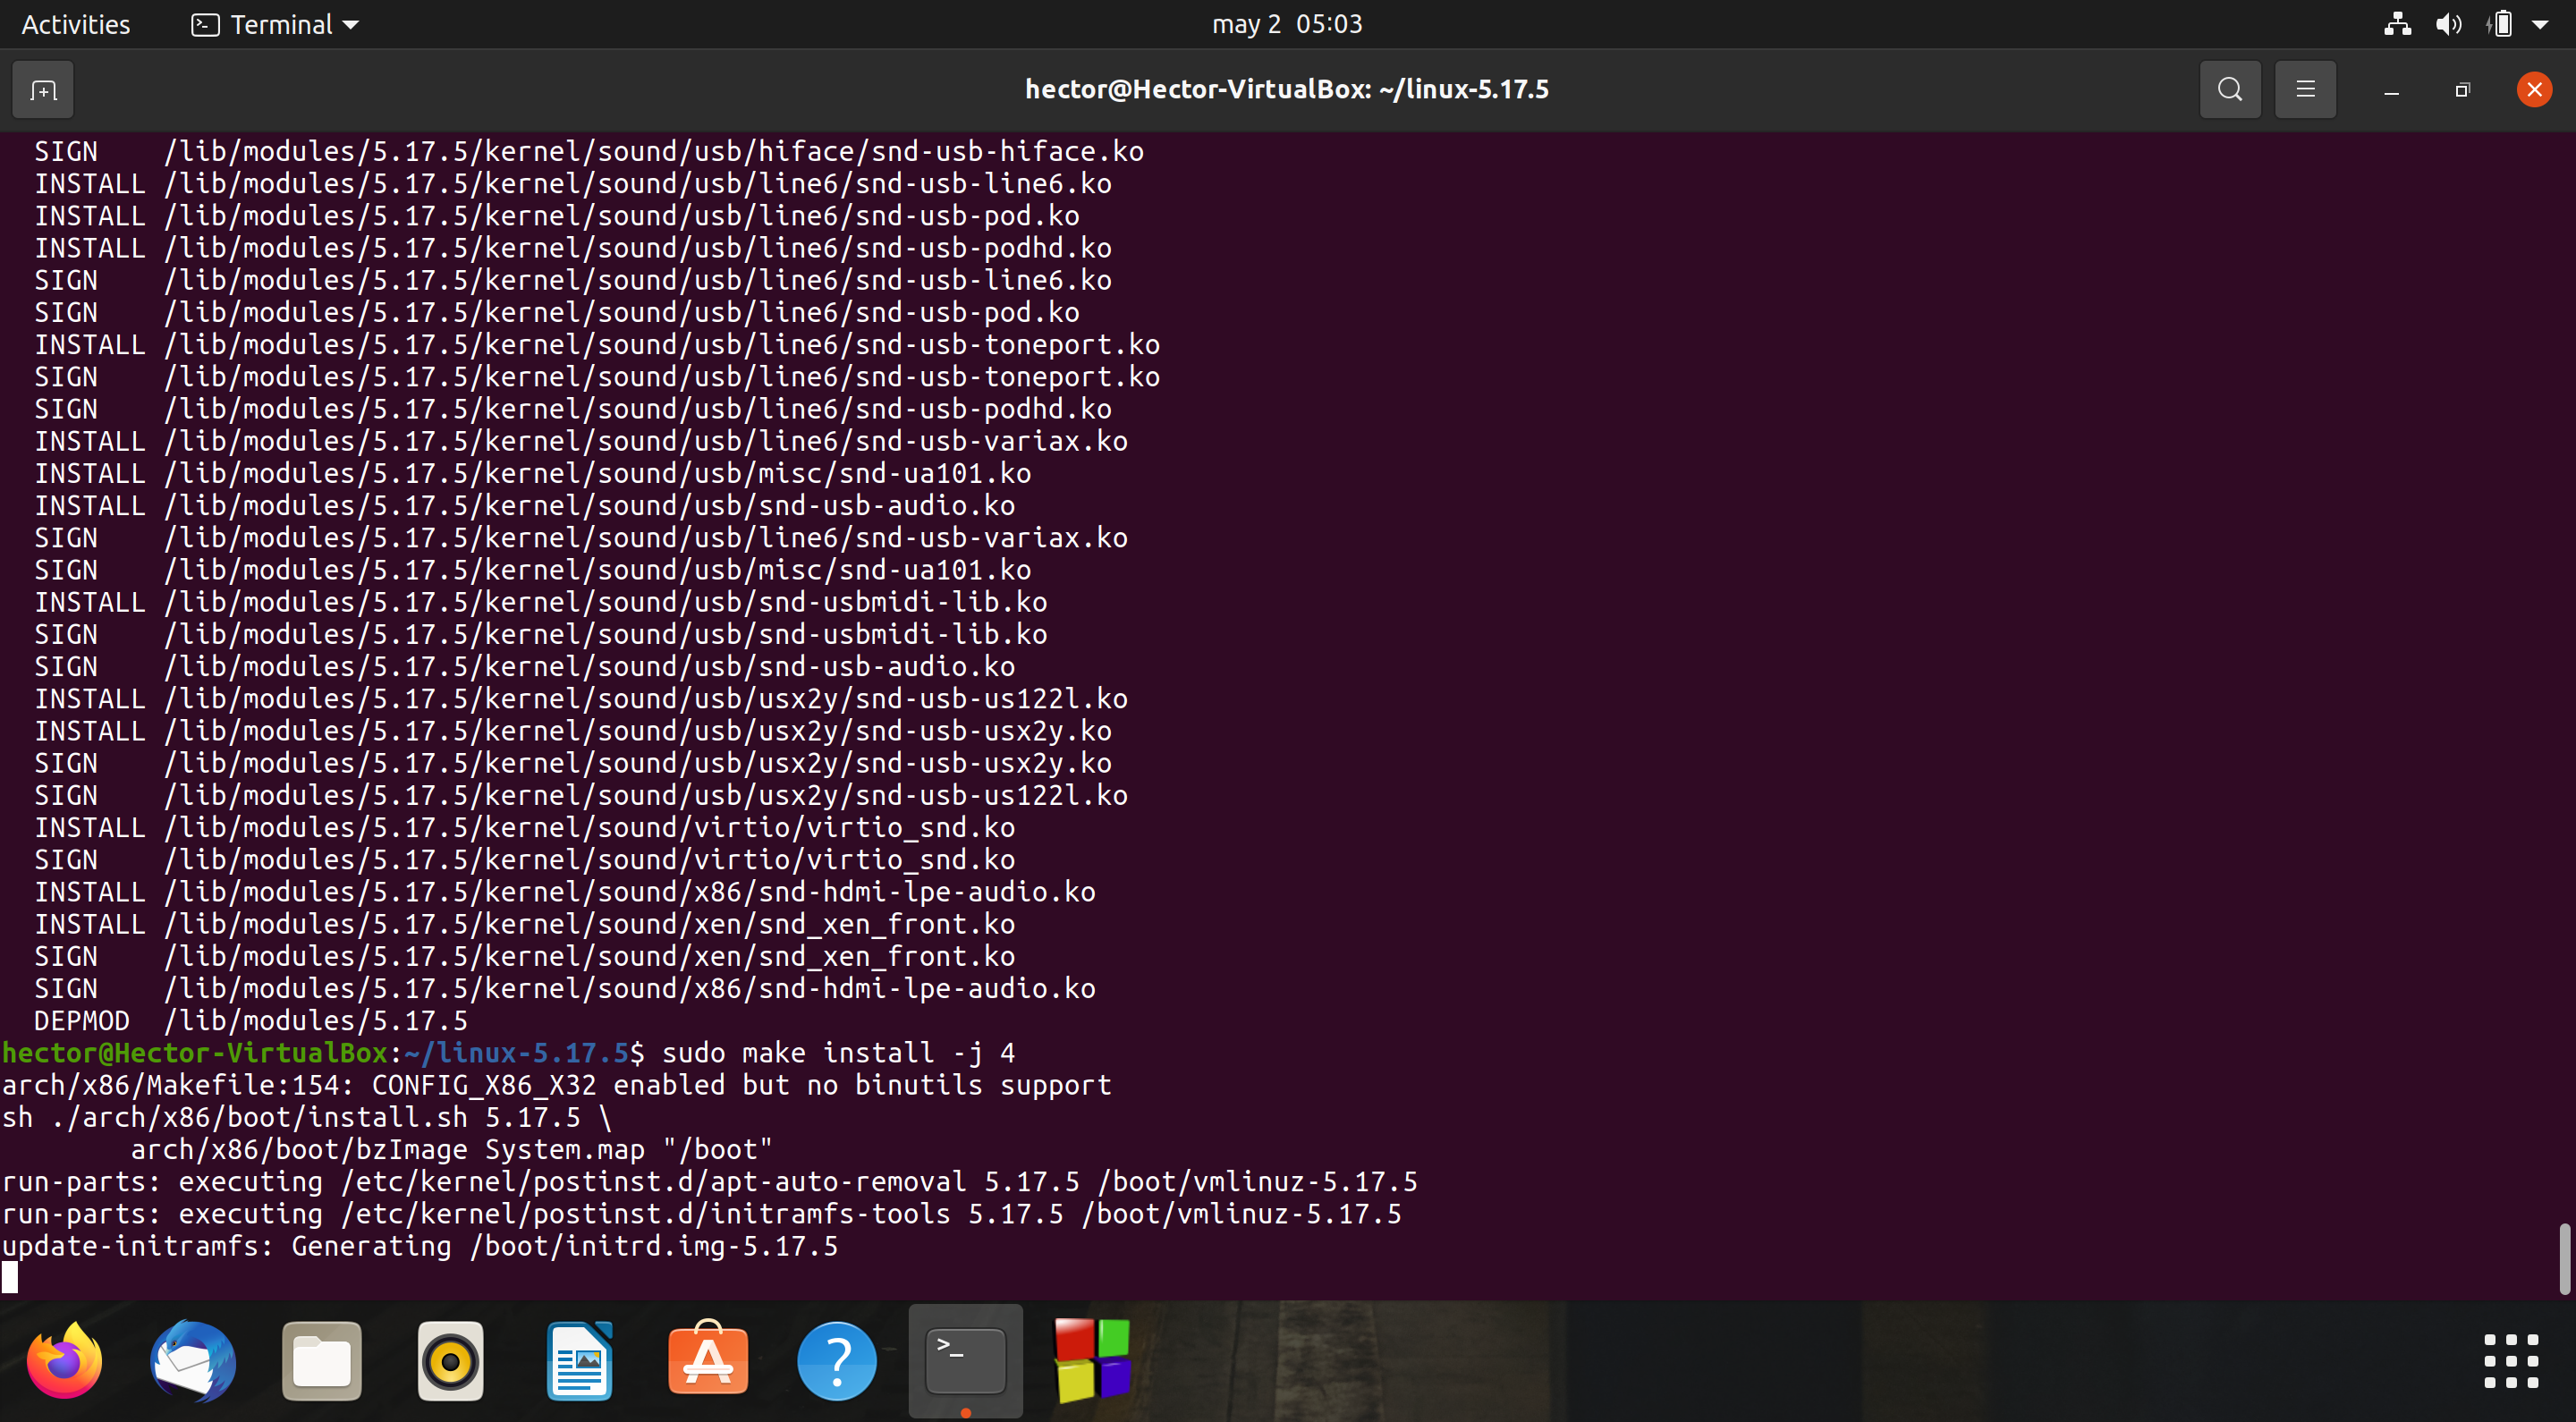 Activities Terminal may 2 05:03
hector@Hector-VirtualBox: ~/linux-5.17.5
SIGN /lib/modules/5.17.5/kernel/sound/usb/hiface/snd-usb-hiface.ko
INSTALL /lib/modules/5.17.5/kernel/sound/usb/line6/snd-usb-line6.ko
INSTALL /lib/modules/5.17.5/kernel/sound/usb/line6/snd-usb-pod.ko
INSTALL /lib/modules/5.17.5/kernel/sound/usb/line6/snd-usb-podhd.ko
SIGN /lib/modules/5.17.5/kernel/sound/usb/line6/snd-usb-line6.ko
SIGN /lib/modules/5.17.5/kernel/sound/usb/line6/snd-usb-pod.ko
INSTALL /lib/modules/5.17.5/kernel/sound/usb/line6/snd-usb-toneport.ko
SIGN /lib/modules/5.17.5/kernel/sound/usb/line6/snd-usb-toneport.ko
SIGN /lib/modules/5.17.5/kernel/sound/usb/line6/snd-usb-podhd.ko
INSTALL /lib/modules/5.17.5/kernel/sound/usb/line6/snd-usb-variax.ko
INSTALL /lib/modules/5.17.5/kernel/sound/usb/misc/snd-ua101.ko
INSTALL /lib/modules/5.17.5/kernel/sound/usb/snd-usb-audio.ko
SIGN /lib/modules/5.17.5/kernel/sound/usb/line6/snd-usb-variax.ko
SIGN /lib/modules/5.17.5/kernel/sound/usb/misc/snd-ua101.ko
INSTALL /lib/modules/5.17.5/kernel/sound/usb/snd-usbmidi-lib.ko
SIGN /lib/modules/5.17.5/kernel/sound/usb/snd-usbmidi-lib.ko
SIGN /lib/modules/5.17.5/kernel/sound/usb/snd-usb-audio.ko
INSTALL /lib/modules/5.17.5/kernel/sound/usb/usx2y/snd-usb-us122l.ko
INSTALL /lib/modules/5.17.5/kernel/sound/usb/usx2y/snd-usb-usx2y.ko
SIGN /lib/modules/5.17.5/kernel/sound/usb/usx2y/snd-usb-usx2y.ko
SIGN /lib/modules/5.17.5/kernel/sound/usb/usx2y/snd-usb-us122l.ko
INSTALL /lib/modules/5.17.5/kernel/sound/virtio/virtio_snd.ko
SIGN /lib/modules/5.17.5/kernel/sound/virtio/virtio_snd.ko
INSTALL /lib/modules/5.17.5/kernel/sound/x86/snd-hdmi-lpe-audio.ko
INSTALL /lib/modules/5.17.5/kernel/sound/xen/snd_xen_front.ko
SIGN /lib/modules/5.17.5/kernel/sound/xen/snd_xen_front.ko
SIGN /lib/modules/5.17.5/kernel/sound/x86/snd-hdmi-lpe-audio.ko
DEPMOD /lib/modules/5.17.5
hector@Hector-VirtualBox:~/linux-5.17.5$ sudo make install -j 4
arch/x86/Makefile:154: CONFIG_X86_X32 enabled but no binutils support
sh ./arch/x86/boot/install.sh 5.17.5 \
arch/x86/boot/bzImage System.map "/boot"
run-parts: executing /etc/kernel/postinst.d/apt-auto-removal 5.17.5 /boot/vmlinuz-5.17.5
run-parts: executing /etc/kernel/postinst.d/initramfs-tools 5.17.5 /boot/vmlinuz-5.17.5
update-initramfs: Generating /boot/initrd.img-5.17.5